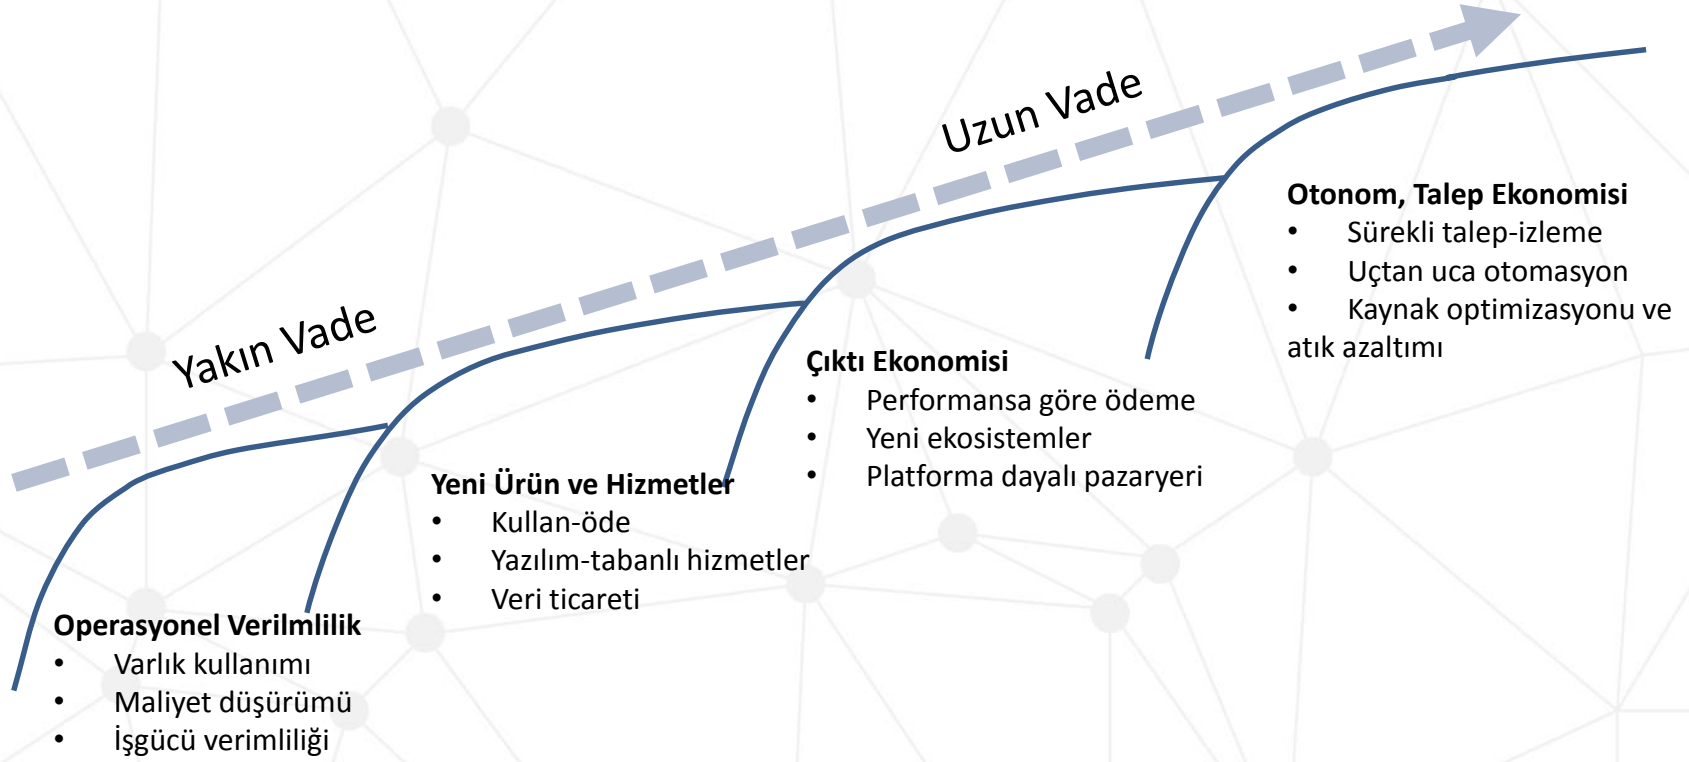 Yakın Vade
Uzun Vade
Operasyonel Verilmlilik
• Varlık kullanımı
• Maliyet düşürümü
• İşgücü verimliliği
Yeni Ürün ve Hizmetler
• Kullan-öde
• Yazılım-tabanlı hizmetler
• Veri ticareti
Çıktı Ekonomisi
• Performansa göre ödeme
• Yeni ekosistemler
• Platforma dayalı pazaryeri
Otonom, Talep Ekonomisi
• Sürekli talep-izleme
• Uçtan uca otomasyon
• Kaynak optimizasyonu ve
atık azaltımı